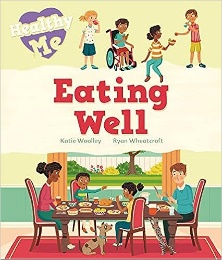 Healthy
Me
Eating
Well
Katie Woolley
Ryan Wheatcroft